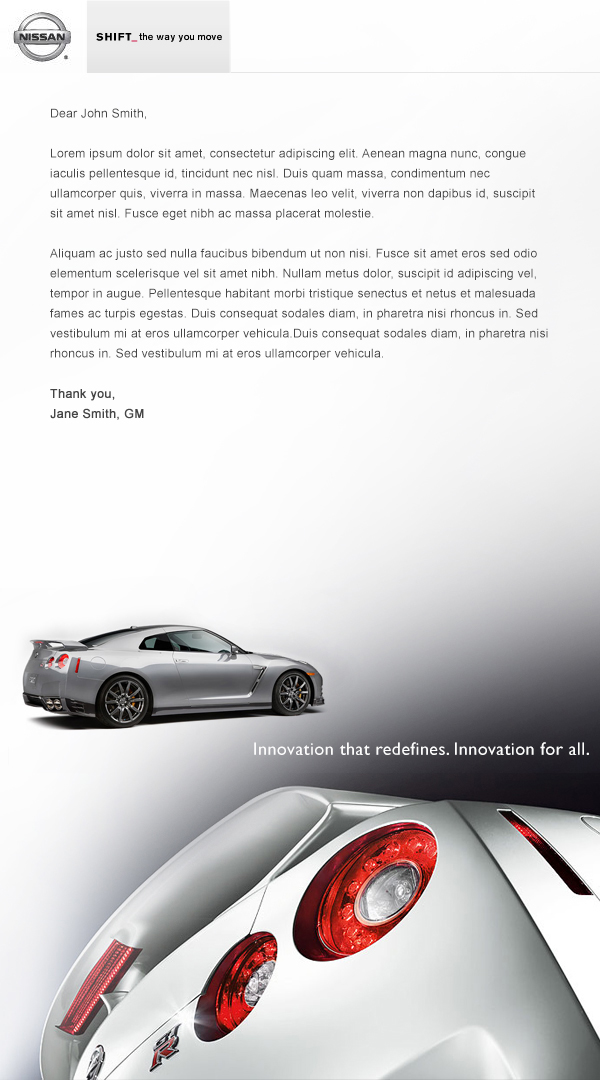 NISSAN
SHIFT_ the way you move
Dear John Smith,
Lorem ipsum dolor sit amet, consectetur adipiscing elit. Aenean magna nunc, congue
iaculis pellentesque id, tincidunt nec nisl. Duis quam massa, condimentum nec
ullamcorper quis, viverra in massa. Maecenas leo velit, viverra non dapibus id, suscipit
sit amet nisl. Fusce eget nibh ac massa placerat molestie.
Aliquam ac justo sed nulla faucibus bibendum ut non nisi. Fusce sit amet eros sed odio
elementum scelerisque vel sit amet nibh. Nullam metus dolor, suscipit id adipiscing vel,
tempor in augue. Pellentesque habitant morbi tristique senectus et netus et malesuada
fames ac turpis egestas. Duis consequat sodales diam, in pharetra nisi rhoncus in. Sed
vestibulum mi at eros ullamcorper vehicula.Duis consequat sodales diam, in pharetra nisi
rhoncus in. Sed vestibulum mi at eros ullamcorper vehicula.
Thank you,
Jane Smith, GM
Innovation that redefines. Innovation for all.
GT
R